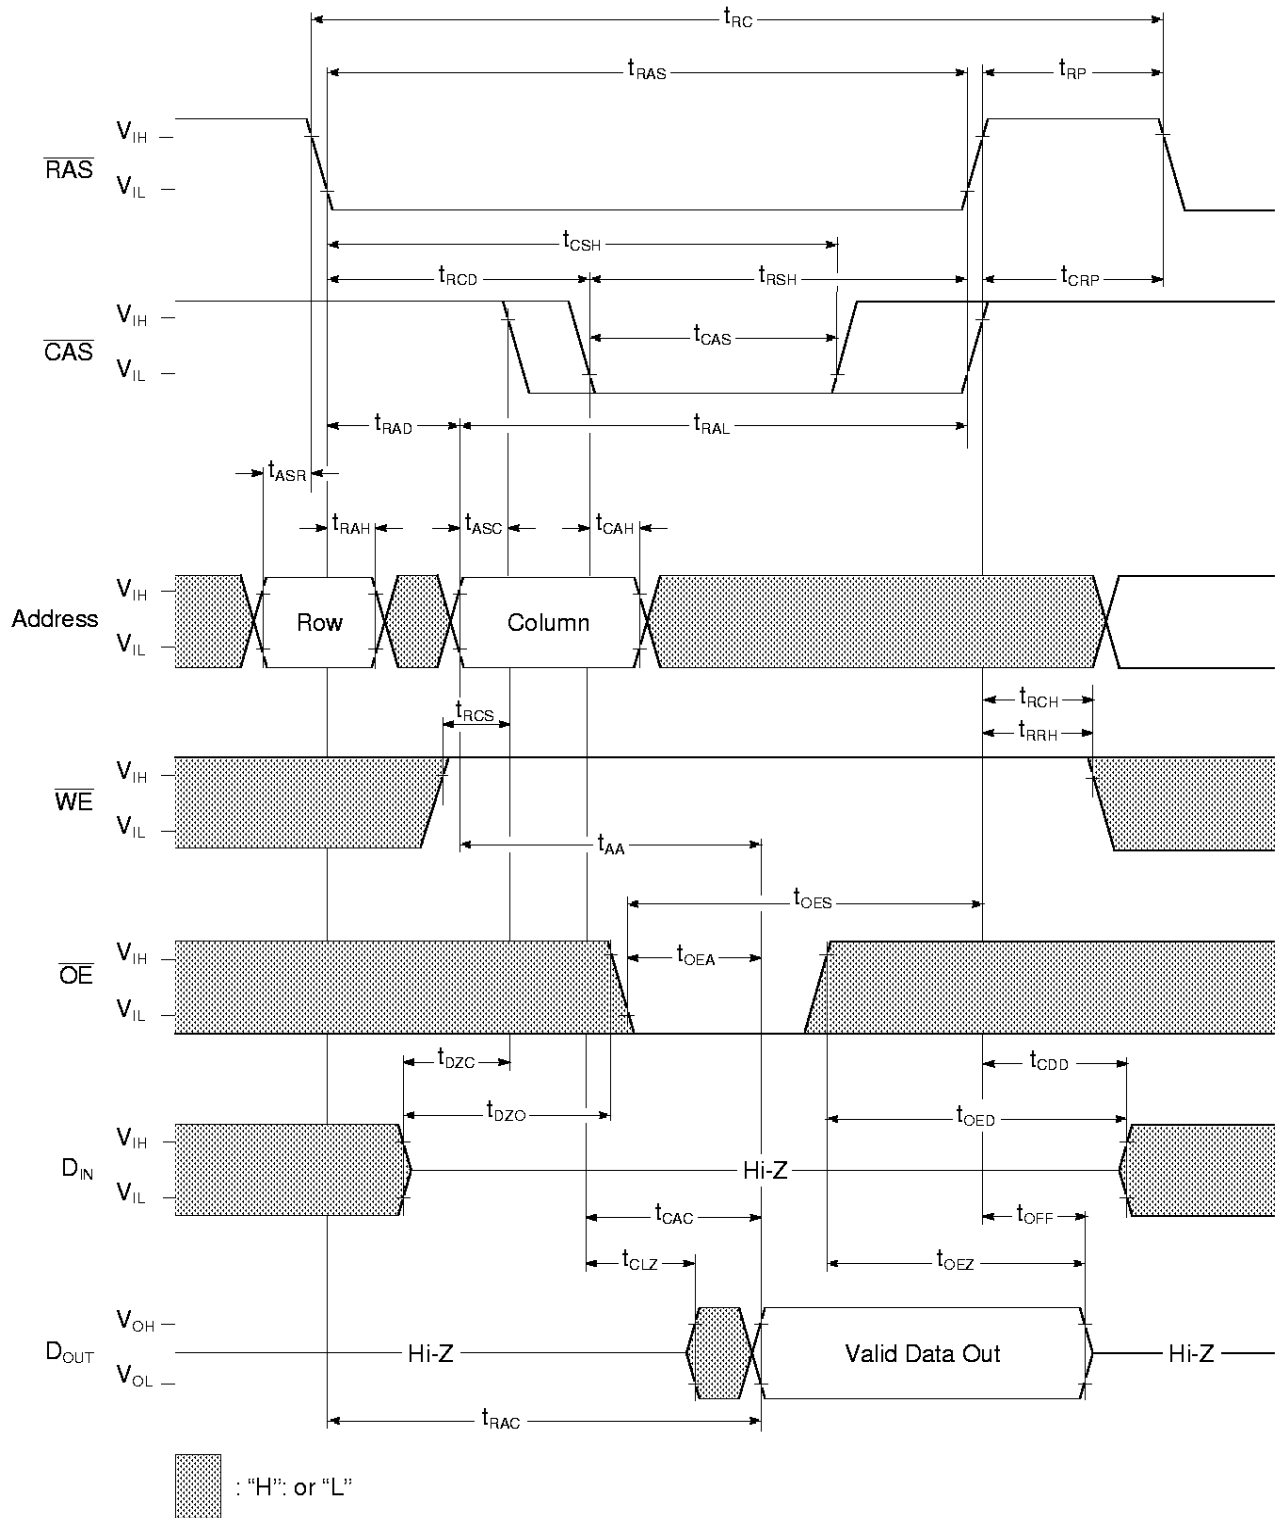 tRC
tRAS
tRP
VIH
RAS
VIL
tCSH
tRCD
tRSH
tCRP
VIH
CAS
tCAS
VIL
tRAD
tRAL
tASR
tRAH
tASC
tCAH
VIH
Address
Row
Column
VIL
tRCH
tRCS
tRRH
VIH
WE
VIL
tAA
tOES
VIH
OE
tOEA
VIL
tDZC
tCDD
tDZO
tOED
VIH
DIN
Hi-Z
VIL
tCAC
tOFF
tCLZ
tOEZ
VOH
DOUT
Hi-Z
Valid Data Out
Hi-Z
VOL
tRAC
: “H”: or “L”